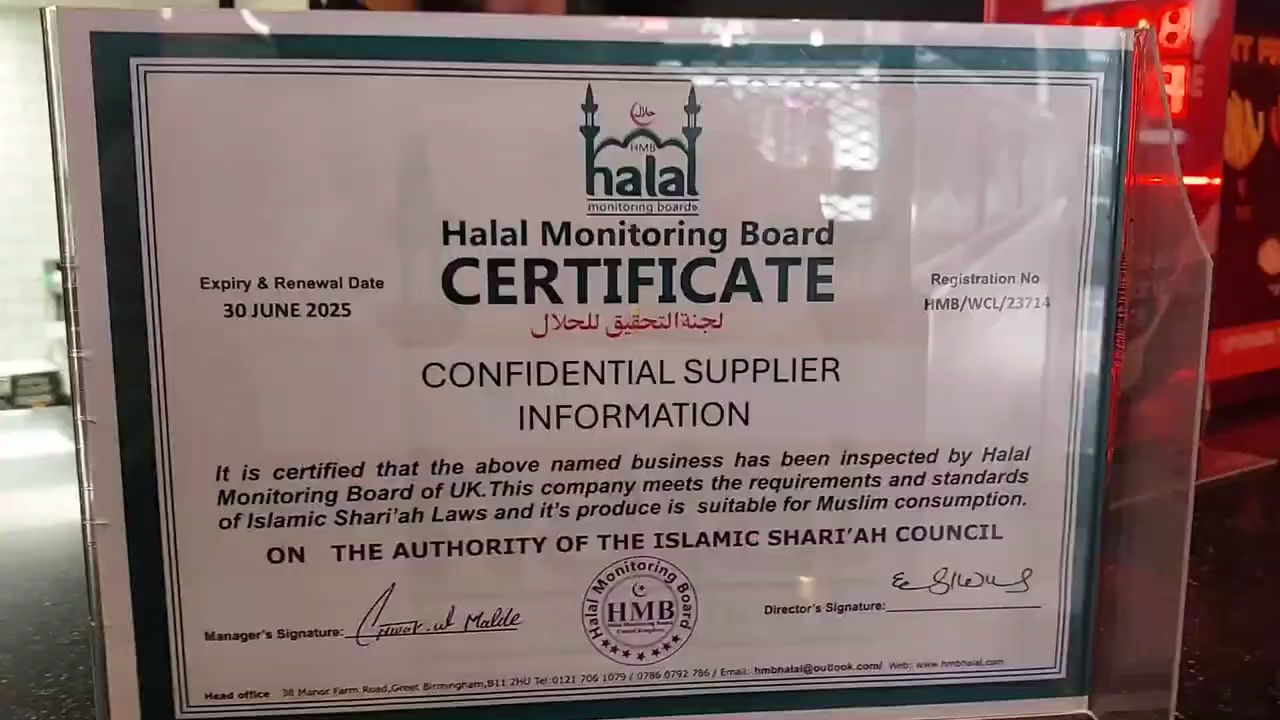 حلال
HMB
halal
monitoring board
Halal Monitoring Board
CERTIFICATE
لجنة التحقيق للحلال
Expiry & Renewal Date
30 JUNE 2025
Registration No
HMB/WCL/23714
CONFIDENTIAL SUPPLIER
INFORMATION
It is certified that the above named business has been inspected by Halal
Monitoring Board of UK.This company meets the requirements and standards
of Islamic Shari'ah Laws and it's produce is suitable for Muslim consumption.
ON THE AUTHORITY OF THE ISLAMIC SHARI'AH COUNCIL
Manager's Signature:
Halal Monitoring Board
HMB
Director's Signature:
Head office 38 Manor Farm Road,Greet Birmingham,B11 2HU Tel:0121 706 1079 / 0786 0792 786 / Email: hmbhalal@outlook.com/ Web: www.hmbhalal.com